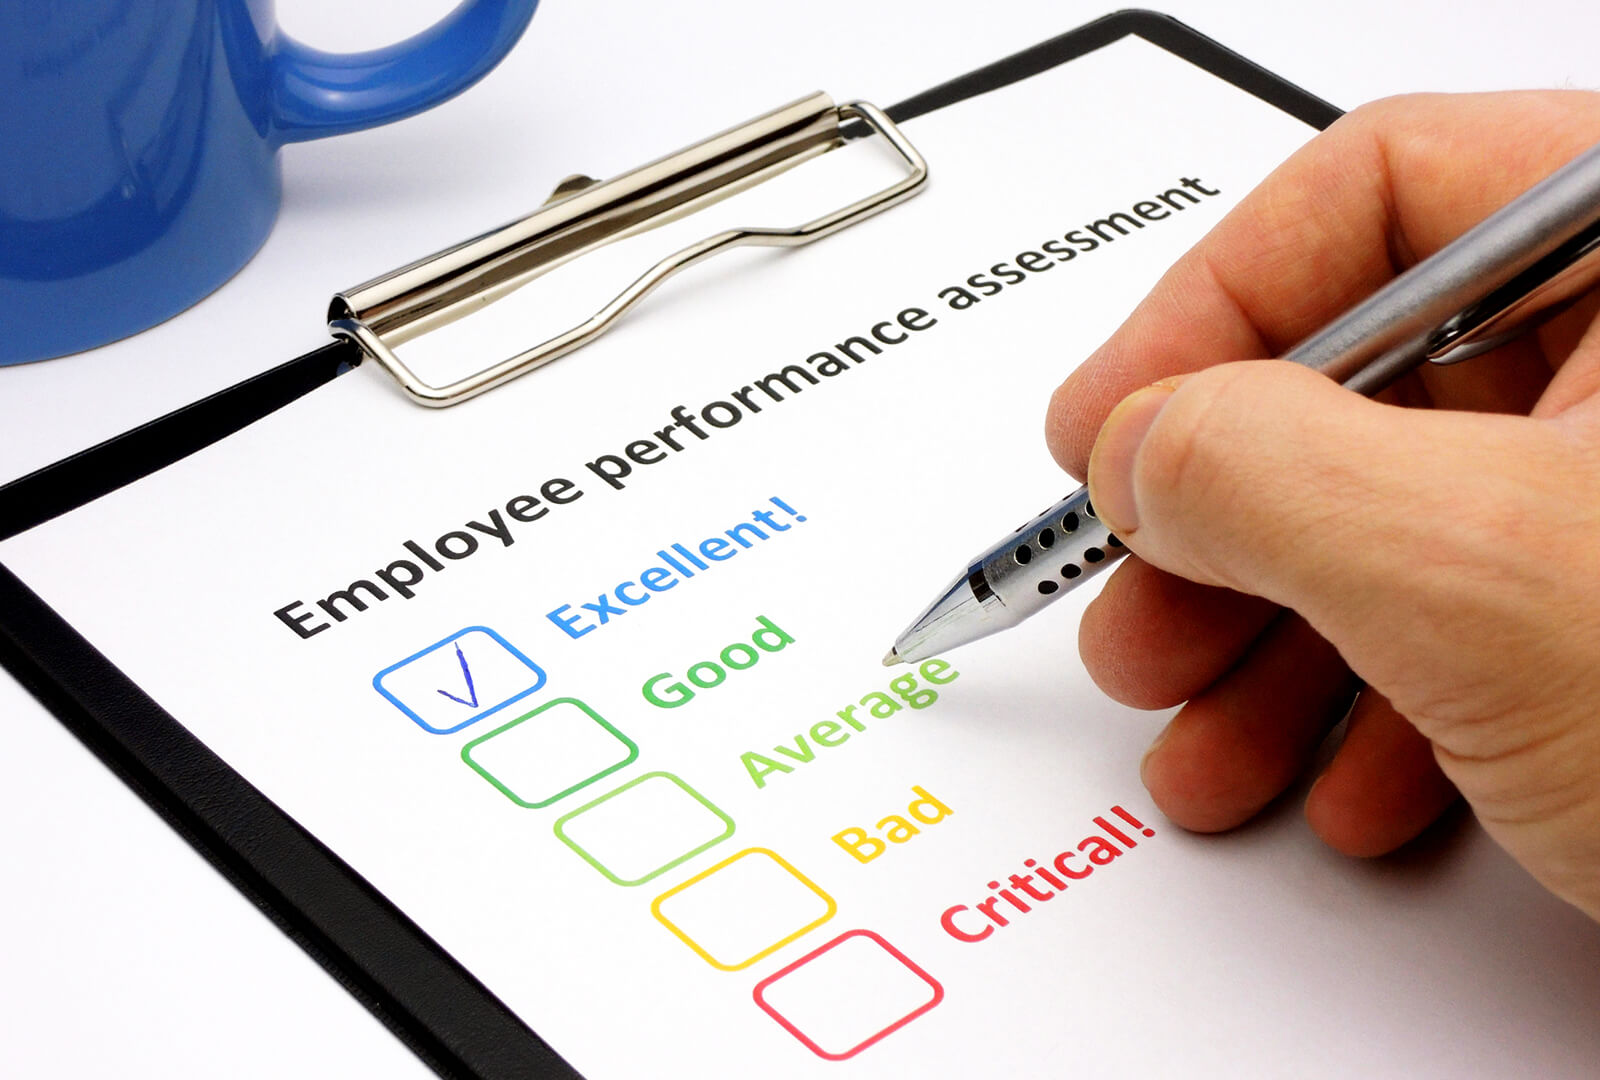 Employee performance assessment
Excellent!
Good
Average
Bad
Critical!